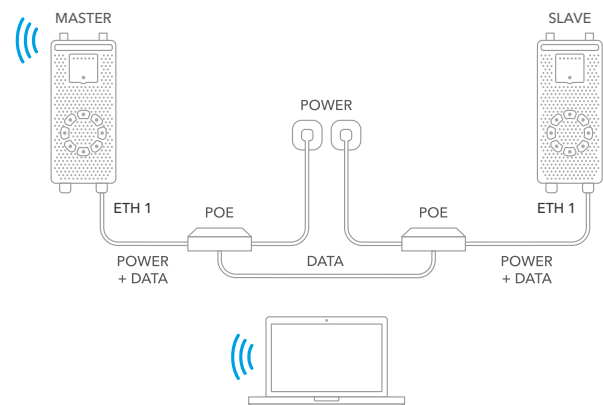 MASTER
SLAVE
POWER
ETH 1
POE
POE
ETH 1
POWER
+ DATA
DATA
POWER
+ DATA